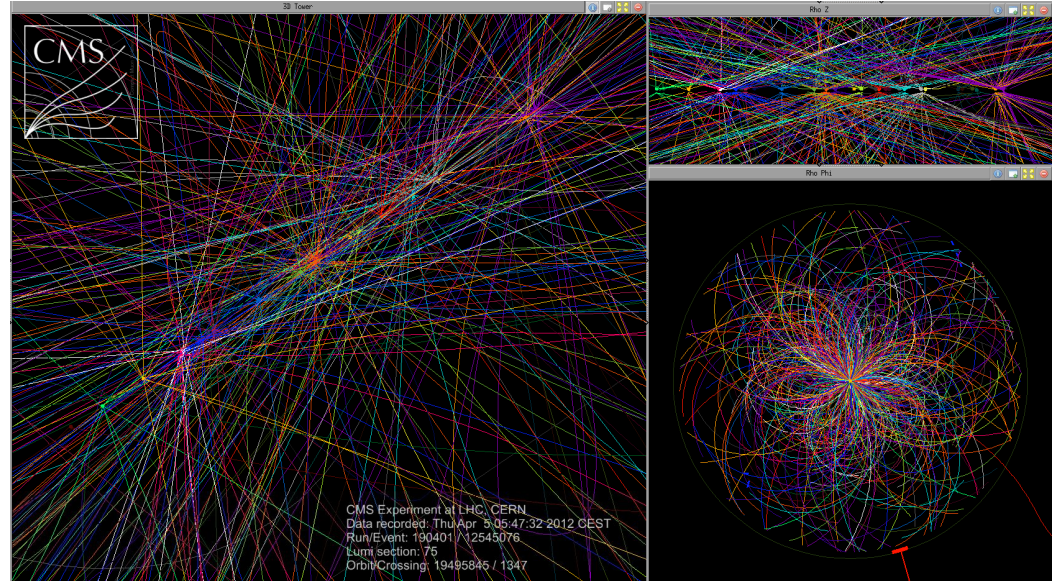 3D Tower
CMS
CMS Experiment at LHC, CERN
Data recorded: Thu Apr  5 05:47:32 2012 CEST
Run/Event: 190401 / 12545076
Lumi section: 75
Orbit/Crossing: 19495845 / 1347
Rho Z
Rho Phi